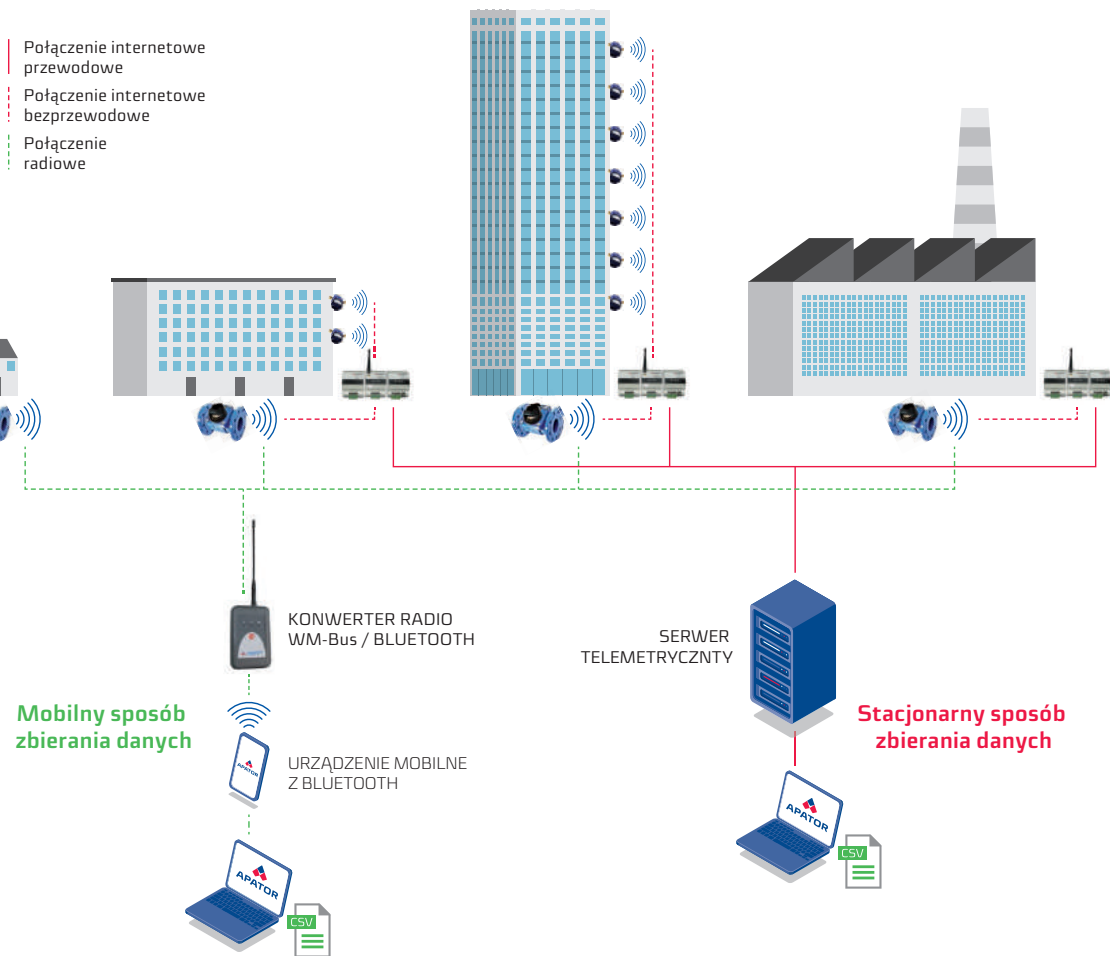 Połączenie internetowe
przewodowe
Połączenie internetowe
bezprzewodowe
Połączenie
radiowe
KONWERTER RADIO
WM-Bus / BLUETOOTH
SERWER
TELEMETRYCZNTY
Mobilny sposób
zbierania danych
Stacjonarny sposób
zbierania danych
URZĄDZENIE MOBILNE
Z BLUETOOTH
APATOR
APATOR
CSV
APATOR
CSV